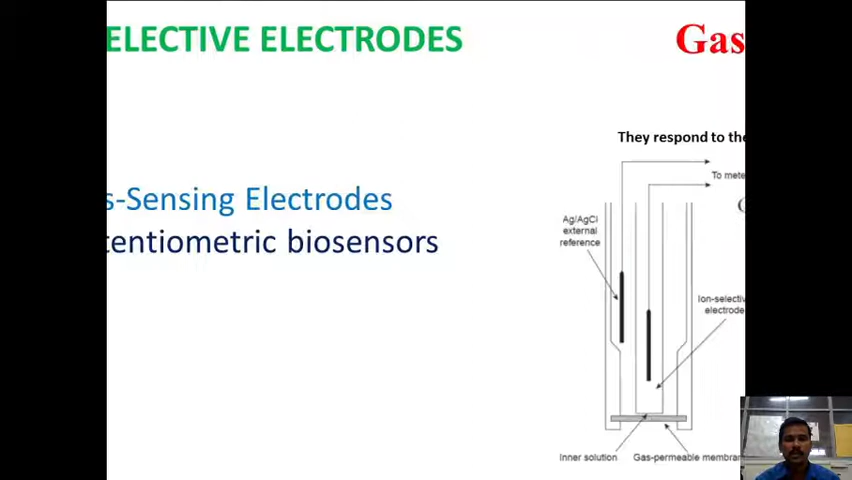 ELECTIVE ELECTRODES
s-Sensing Electrodes
tentiometric biosensors
Gas
They respond to the
To mete
Ag/AgCl
external
reference
Ion-selectiv
electrode
Inner solution
Gas-permeable membran